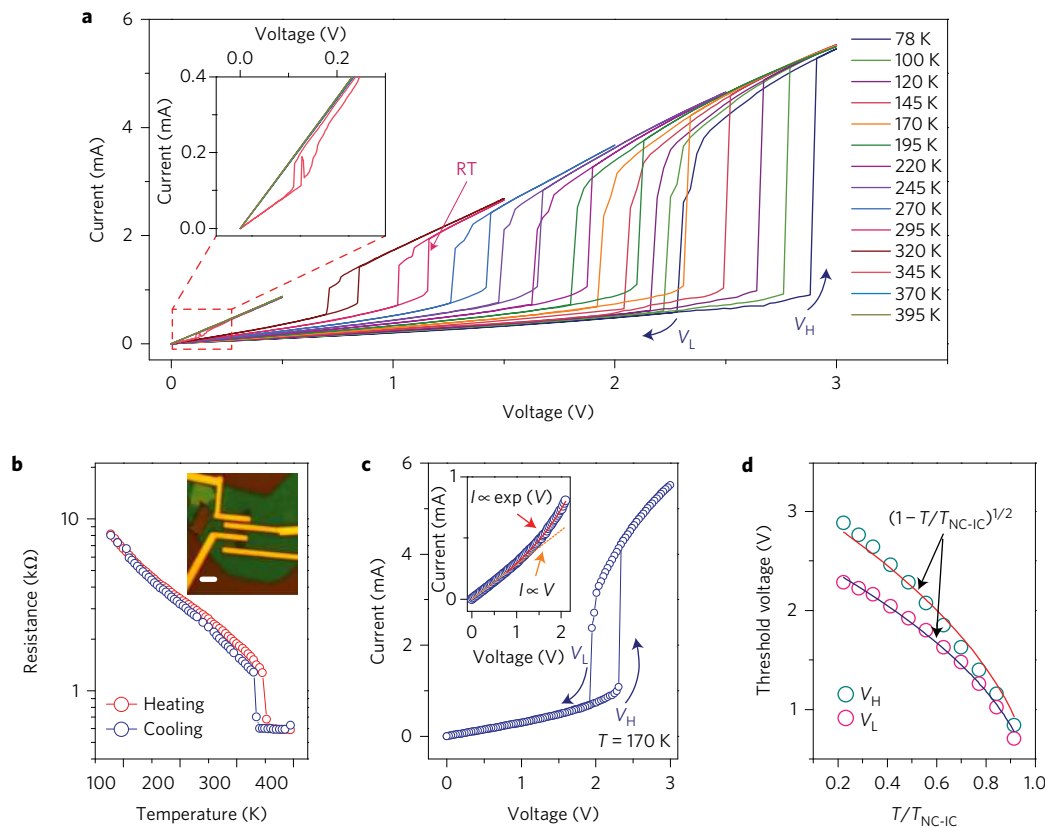 a
Voltage (V)
0.0 0.2
0.4
0.2
0.0
Current (mA)
6
4
2
0
Current (mA)
RT
V_L
V_H
0 1 2 3
Voltage (V)
78 K
100 K
120 K
145 K
170 K
195 K
220 K
245 K
270 K
295 K
320 K
345 K
370 K
395 K
b
10
1
Resistance (kΩ)
Heating
Cooling
100 200 300 400
Temperature (K)
c
6
4
2
0
Current (mA)
1
0
Current (mA)
I ∝ exp (V)
I ∝ V
0 1 2
Voltage (V)
V_L
V_H
T = 170 K
0 1 2 3
Voltage (V)
d
3
2
1
Threshold voltage (V)
(1 – T/T_NC-IC)^1/2
V_H
V_L
0.2 0.4 0.6 0.8 1.0
T/T_NC-IC